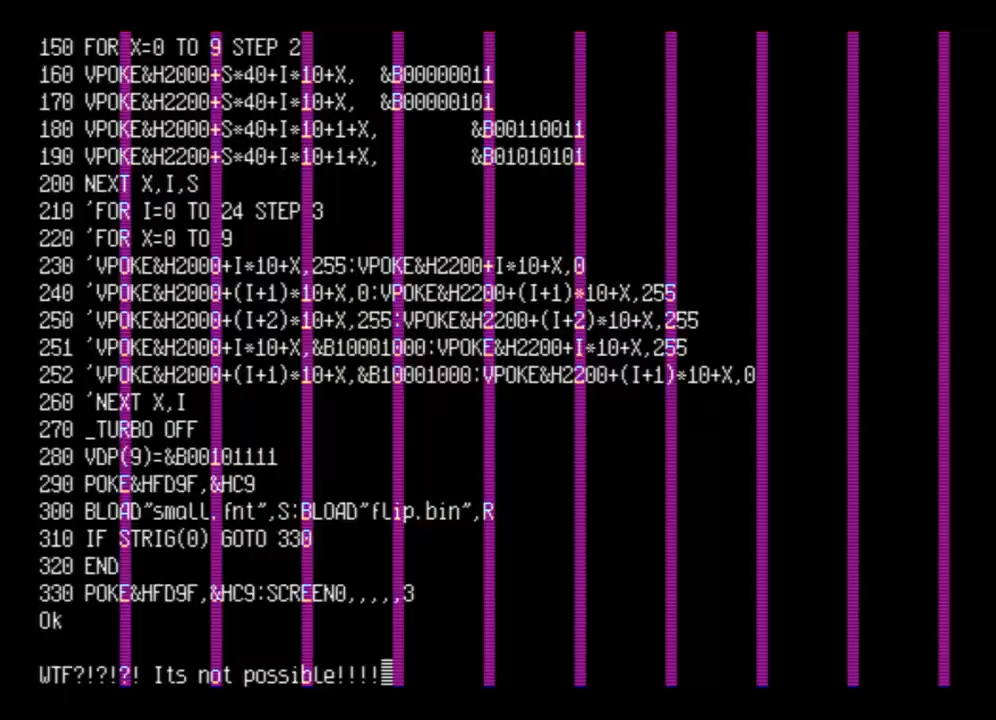 150 FOR X=0 TO 9 STEP 2
160 VPOKE&H2000+S*40+I*10+X,  &B00000011
170 VPOKE&H2200+S*40+I*10+X,  &B00000101
180 VPOKE&H2000+S*40+I*10+1+X,        &B00110011
190 VPOKE&H2200+S*40+I*10+1+X,        &B01010101
200 NEXT X,I,S
210 'FOR I=0 TO 24 STEP 3
220 'FOR X=0 TO 9
230 'VPOKE&H2000+I*10+X,255:VPOKE&H2200+I*10+X,0
240 'VPOKE&H2000+(I+1)*10+X,0:VPOKE&H2200+(I+1)*10+X,255
250 'VPOKE&H2000+(I+2)*10+X,255:VPOKE&H2200+(I+2)*10+X,255
251 'VPOKE&H2000+I*10+X,&B10001000:VPOKE&H2200+I*10+X,255
252 'VPOKE&H2000+(I+1)*10+X,&B10001000:VPOKE&H2200+(I+1)*10+X,0
260 'NEXT X,I
270 _TURBO OFF
280 VDP(9)=&B00101111
290 POKE&HFD9F,&HC9
300 BLOAD"small.fnt",S:BLOAD"flip.bin",R
310 IF STRIG(0) GOTO 330
320 END
330 POKE&HFD9F,&HC9:SCREEN0,,,,,3
Ok
WTF?!?!?! Its not possible!!!!